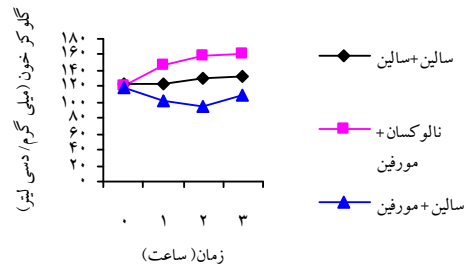 گلوکز خون (میلی گرم/ دسی لیتر)
۱۸۰
۱۶۰
۱۴۰
۱۲۰
۱۰۰
۸۰
۶۰
۴۰
۲۰
۰
۰ ۱ ۲ ۳
زمان( ساعت)
سالین+سالین
نالوکسان+
مورفین
سالین+مورفین